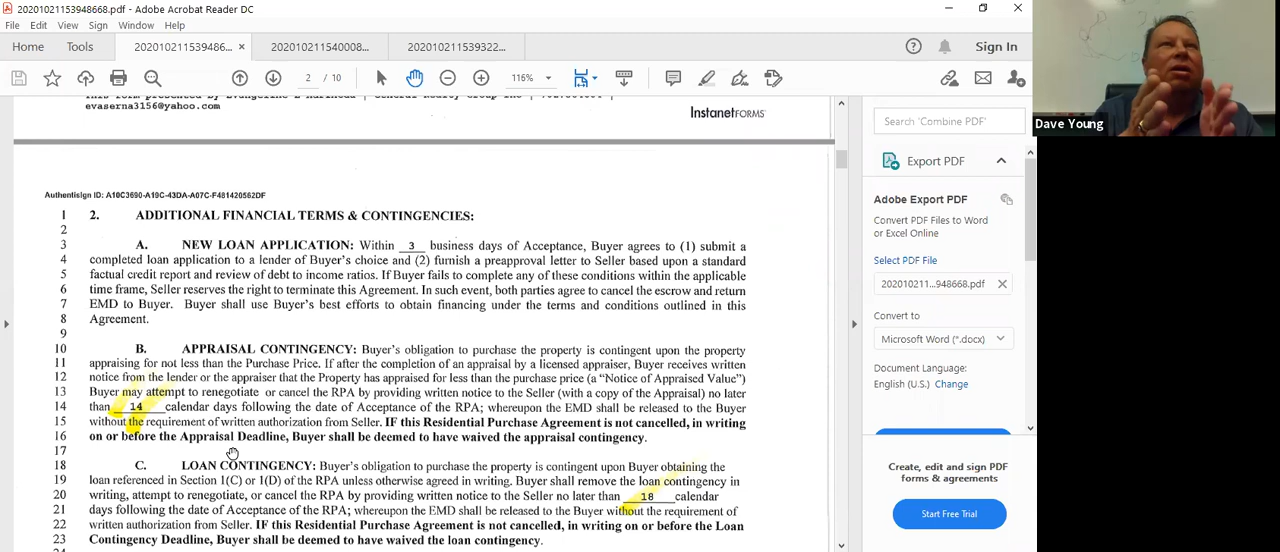 20201021153948668.pdf - Adobe Acrobat Reader DC
File Edit View Sign Window Help
Home Tools 202010211539486... × 202010211540008... 202010211539322... Sign In
2 / 10 116%
evaserna3156@yahoo.com
InstanetFORMS
Authentisign ID: A10C3690-A19C-43DA-A07C-F481420562DF
1 2. ADDITIONAL FINANCIAL TERMS & CONTINGENCIES:
2
3 A. NEW LOAN APPLICATION: Within 3 business days of Acceptance, Buyer agrees to (1) submit a
4 completed loan application to a lender of Buyer's choice and (2) furnish a preapproval letter to Seller based upon a standard
5 factual credit report and review of debt to income ratios. If Buyer fails to complete any of these conditions within the applicable
6 time frame, Seller reserves the right to terminate this Agreement. In such event, both parties agree to cancel the escrow and return
7 EMD to Buyer. Buyer shall use Buyer's best efforts to obtain financing under the terms and conditions outlined in this
8 Agreement.
9
10 B. APPRAISAL CONTINGENCY: Buyer's obligation to purchase the property is contingent upon the property
11 appraising for not less than the Purchase Price. If after the completion of an appraisal by a licensed appraiser, Buyer receives written
12 notice from the lender or the appraiser that the Property has appraised for less than the purchase price (a "Notice of Appraised Value")
13 Buyer may attempt to renegotiate or cancel the RPA by providing written notice to the Seller (with a copy of the Appraisal) no later
14 than 14 calendar days following the date of Acceptance of the RPA; whereupon the EMD shall be released to the Buyer
15 without the requirement of written authorization from Seller. IF this Residential Purchase Agreement is not cancelled, in writing
16 on or before the Appraisal Deadline, Buyer shall be deemed to have waived the appraisal contingency.
17
18 C. LOAN CONTINGENCY: Buyer's obligation to purchase the property is contingent upon Buyer obtaining the
19 loan referenced in Section 1(C) or 1(D) of the RPA unless otherwise agreed in writing. Buyer shall remove the loan contingency in
20 writing, attempt to renegotiate, or cancel the RPA by providing written notice to the Seller no later than 18 calendar
21 days following the date of Acceptance of the RPA; whereupon the EMD shall be released to the Buyer without the requirement of
22 written authorization from Seller. IF this Residential Purchase Agreement is not cancelled, in writing on or before the Loan
23 Contingency Deadline, Buyer shall be deemed to have waived the loan contingency.
Search 'Combine PDF'
Export PDF
Adobe Export PDF
Convert PDF Files to Word
or Excel Online
Select PDF File
202010211...948668.pdf ×
Convert to
Microsoft Word (*.docx)
Document Language:
English (U.S.) Change
Create, edit and sign PDF
forms & agreements
Start Free Trial
Dave Young